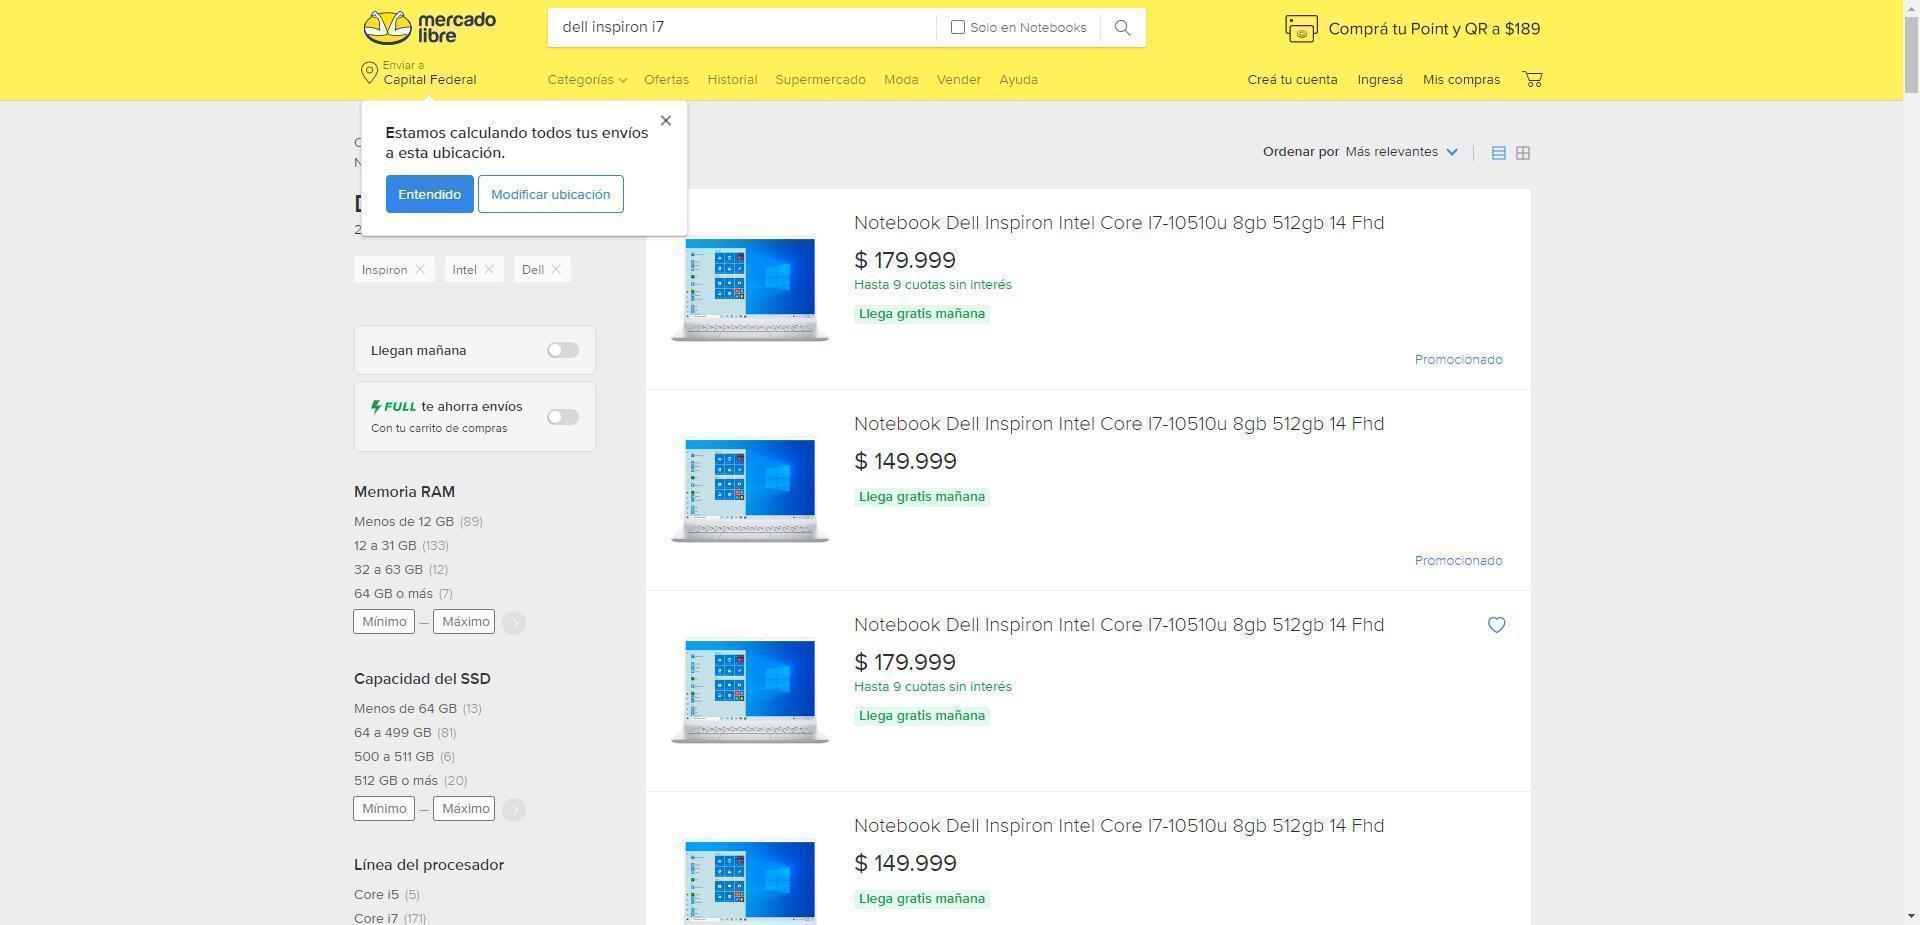 mercado
libre
dell inspiron i7
Solo en Notebooks
Comprá tu Point y QR a $189
Enviar a
Capital Federal
Categorías Ofertas Historial Supermercado Moda Vender Ayuda
Creá tu cuenta Ingresá Mis compras
Estamos calculando todos tus envíos
a esta ubicación.
Entendido Modificar ubicación
Ordenar por Más relevantes
Inspiron Intel Dell
Llegan mañana
FULL te ahorra envíos
Con tu carrito de compras
Memoria RAM
Menos de 12 GB (89)
12 a 31 GB (133)
32 a 63 GB (12)
64 GB o más (7)
Mínimo — Máximo
Capacidad del SSD
Menos de 64 GB (13)
64 a 499 GB (81)
500 a 511 GB (6)
512 GB o más (20)
Mínimo — Máximo
Línea del procesador
Core i5 (5)
Core i7 (171)
Notebook Dell Inspiron Intel Core I7-10510u 8gb 512gb 14 Fhd
$ 179.999
Hasta 9 cuotas sin interés
Llega gratis mañana
Promocionado
Notebook Dell Inspiron Intel Core I7-10510u 8gb 512gb 14 Fhd
$ 149.999
Llega gratis mañana
Promocionado
Notebook Dell Inspiron Intel Core I7-10510u 8gb 512gb 14 Fhd
$ 179.999
Hasta 9 cuotas sin interés
Llega gratis mañana
Notebook Dell Inspiron Intel Core I7-10510u 8gb 512gb 14 Fhd
$ 149.999
Llega gratis mañana